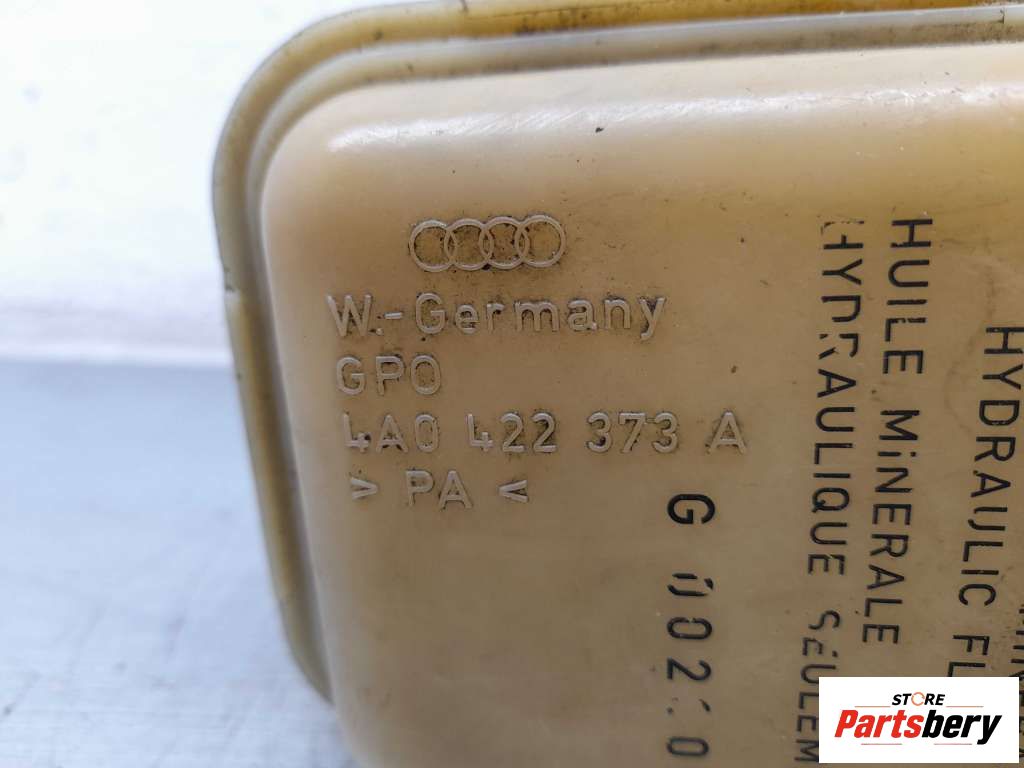 W.-Germany
GPO
4A0 422 373 A
> PA <
HYDRAULIC
HUILE MiNERALE
HYDRAULIQUE
G
STORE
Partsbery